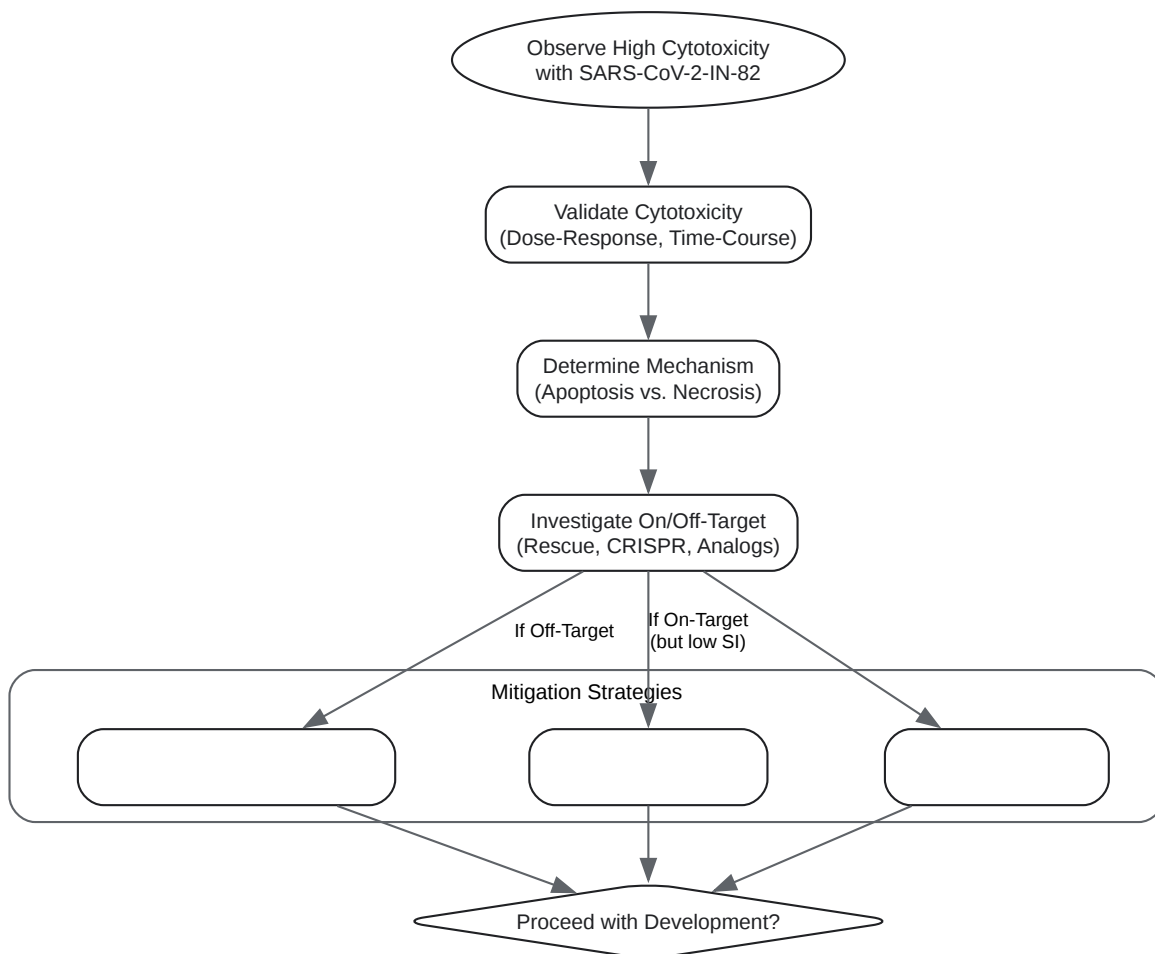 Observe High Cytotoxicity
with SARS-CoV-2-IN-82
Validate Cytotoxicity
(Dose-Response, Time-Course)
Determine Mechanism
(Apoptosis vs. Necrosis)
Investigate On/Off-Target
(Rescue, CRISPR, Analogs)
If Off-Target
If On-Target
(but low SI)
Mitigation Strategies
Proceed with Development?